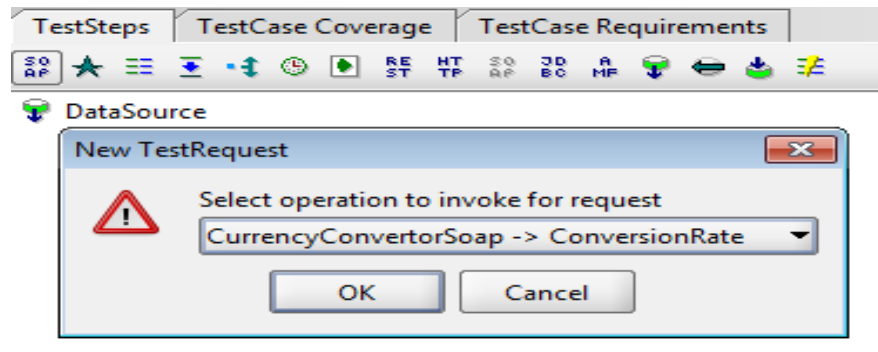 TestSteps TestCase Coverage TestCase Requirements
SO AP RE ST HT TP SO AP JD BC A MF
DataSource
New TestRequest
Select operation to invoke for request
CurrencyConvertorSoap -> ConversionRate
OK Cancel